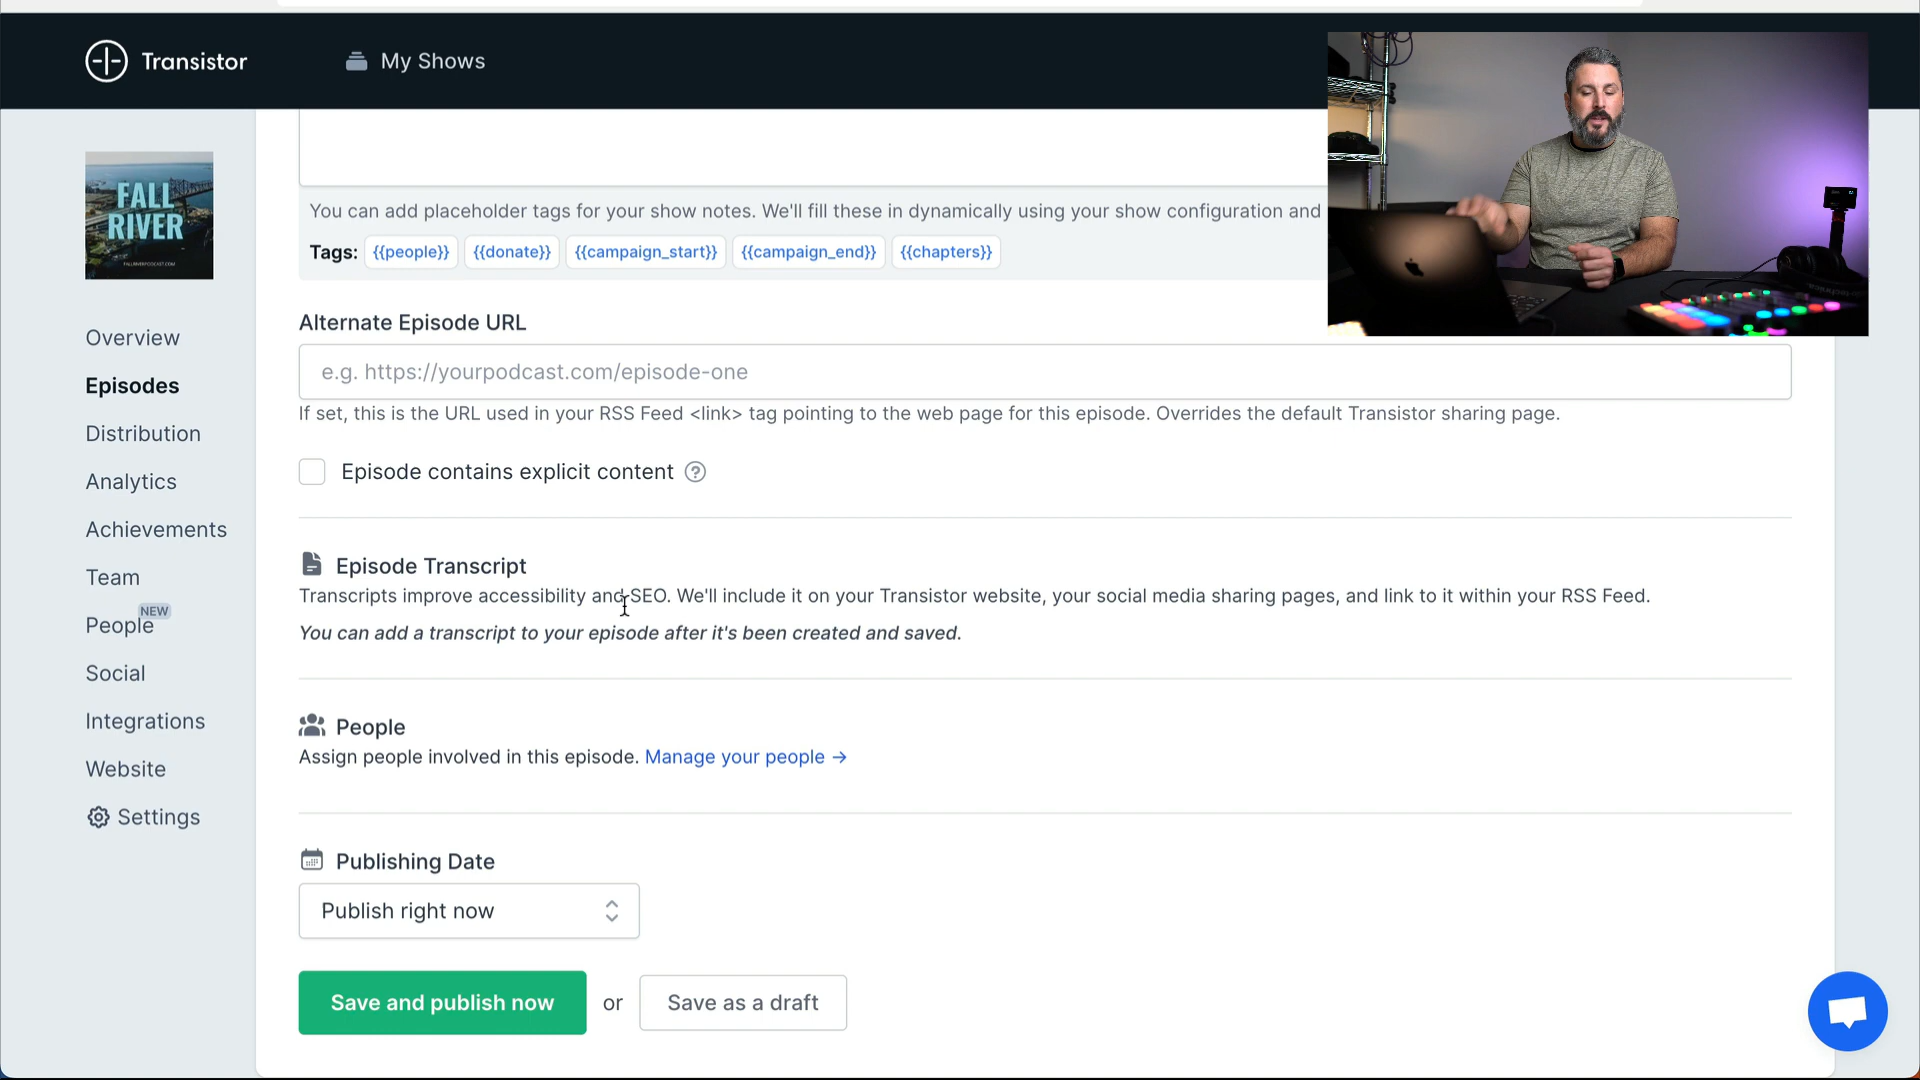 Transistor
My Shows
FALL
RIVER
FALLRIVERPODCAST.COM
Overview
Episodes
Distribution
Analytics
Achievements
Team
People NEW
Social
Integrations
Website
Settings
You can add placeholder tags for your show notes. We'll fill these in dynamically using your show configuration and
Tags: {{people}} {{donate}} {{campaign_start}} {{campaign_end}} {{chapters}}
Alternate Episode URL
e.g. https://yourpodcast.com/episode-one
If set, this is the URL used in your RSS Feed <link> tag pointing to the web page for this episode. Overrides the default Transistor sharing page.
Episode contains explicit content ?
Episode Transcript
Transcripts improve accessibility and SEO. We'll include it on your Transistor website, your social media sharing pages, and link to it within your RSS Feed.
You can add a transcript to your episode after it's been created and saved.
People
Assign people involved in this episode. Manage your people →
Publishing Date
Publish right now
Save and publish now or Save as a draft